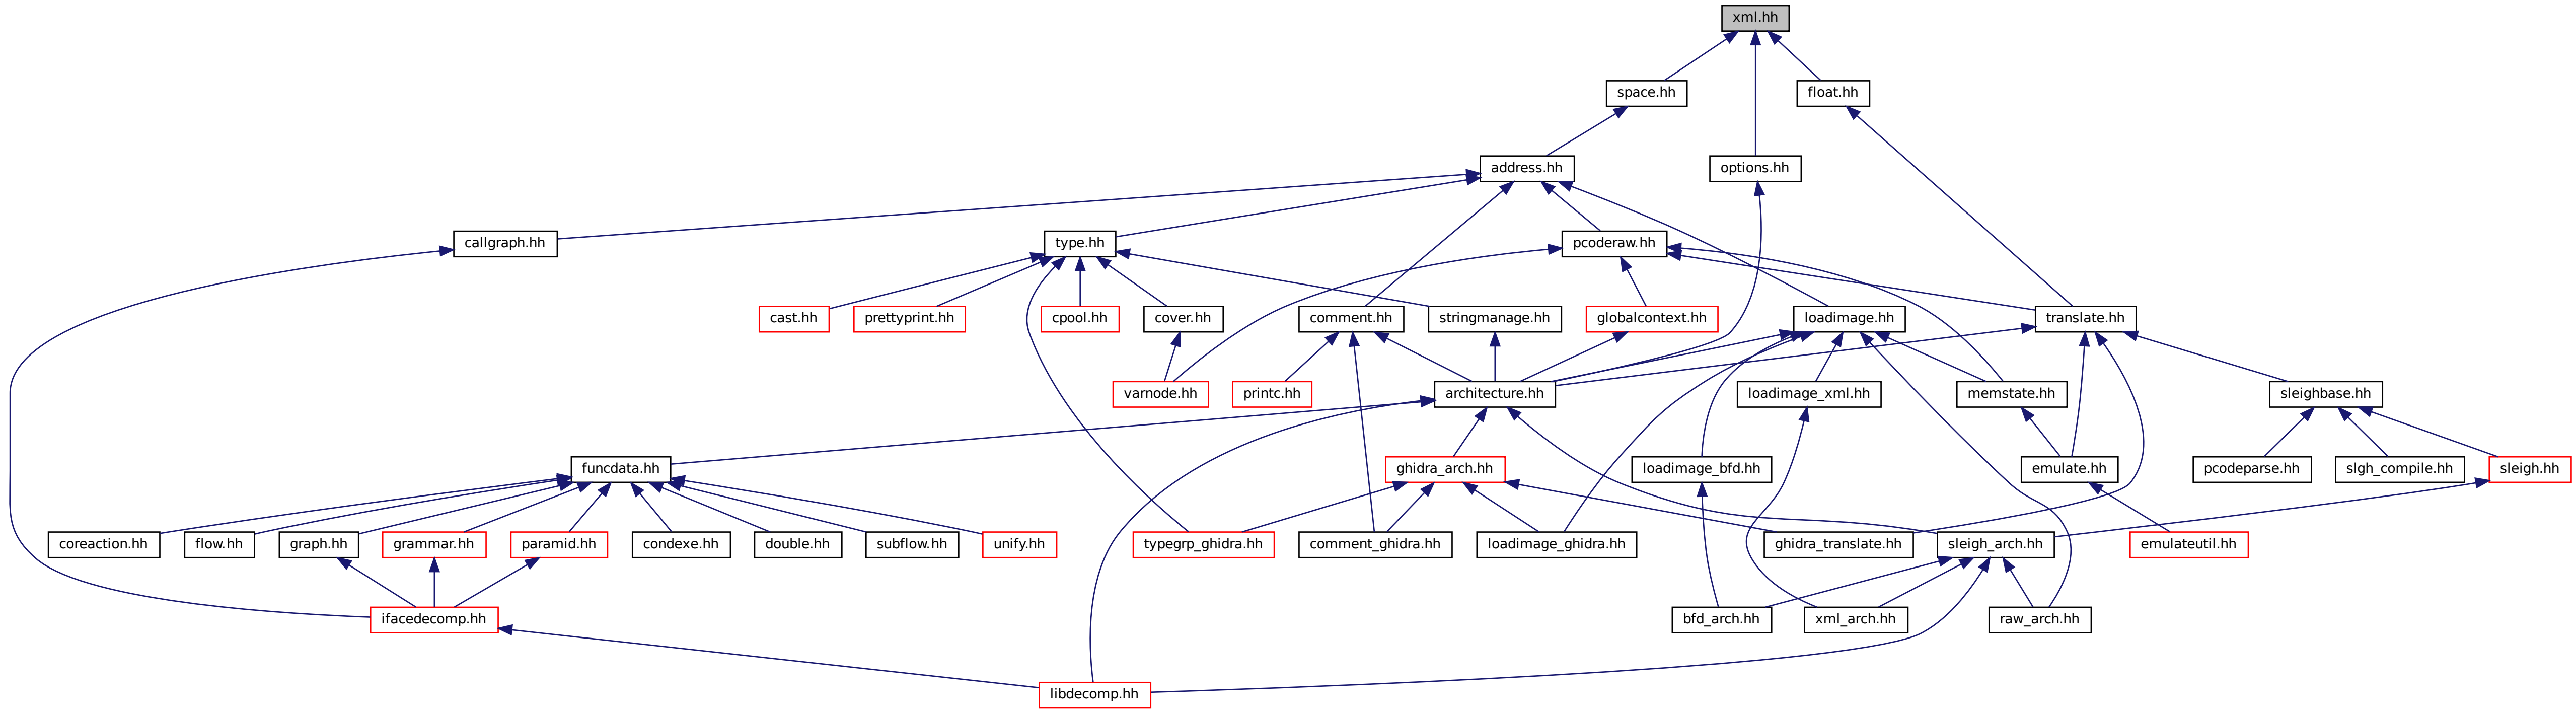 xml.hh
space.hh
float.hh
address.hh
options.hh
callgraph.hh
type.hh
pcoderaw.hh
cast.hh
prettyprint.hh
cpool.hh
cover.hh
comment.hh
stringmanage.hh
globalcontext.hh
loadimage.hh
translate.hh
varnode.hh
printc.hh
architecture.hh
loadimage_xml.hh
memstate.hh
sleighbase.hh
funcdata.hh
ghidra_arch.hh
loadimage_bfd.hh
emulate.hh
pcodeparse.hh
slgh_compile.hh
sleigh.hh
coreaction.hh
flow.hh
graph.hh
grammar.hh
paramid.hh
condexe.hh
double.hh
subflow.hh
unify.hh
typegrp_ghidra.hh
comment_ghidra.hh
loadimage_ghidra.hh
ghidra_translate.hh
sleigh_arch.hh
emulateutil.hh
ifacedecomp.hh
bfd_arch.hh
xml_arch.hh
raw_arch.hh
libdecomp.hh